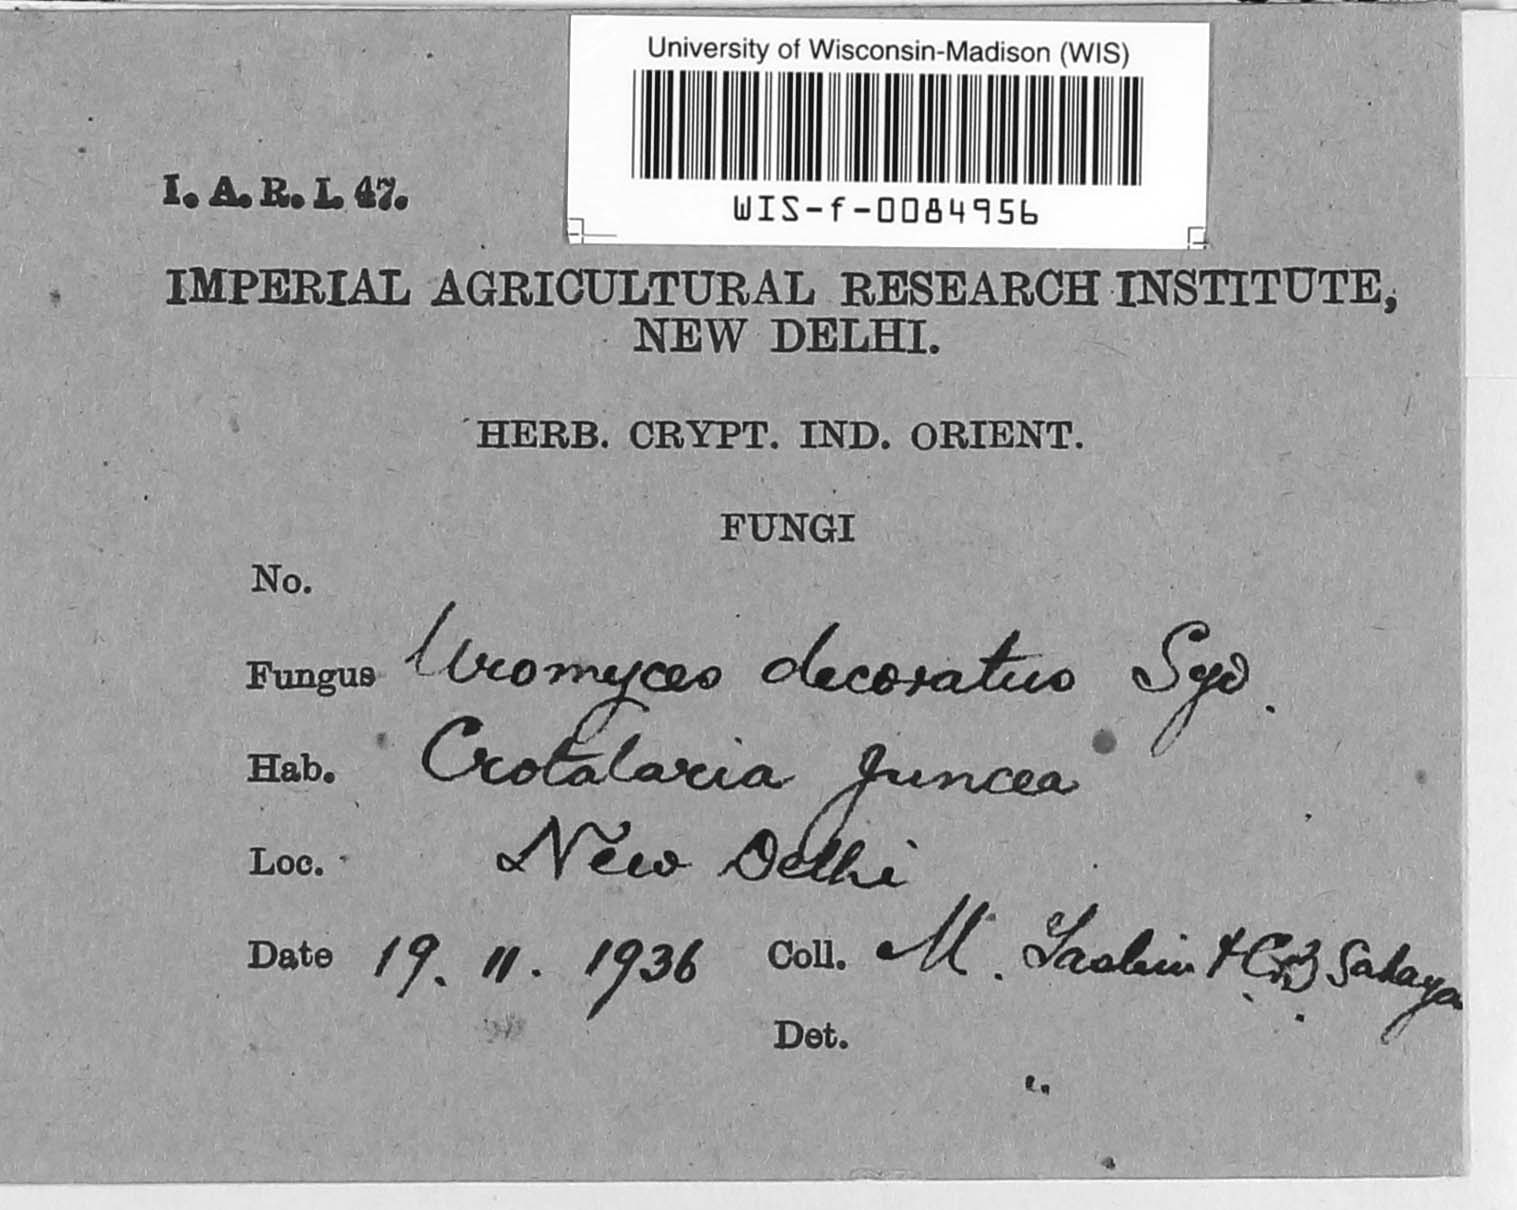 University of Wisconsin-Madison (WIS)
WIS-f-0084956
I. A. R. I. 47.
IMPERIAL AGRICULTURAL RESEARCH INSTITUTE,
NEW DELHI.
HERB. CRYPT. IND. ORIENT.
FUNGI
No.
Fungus Uromyces decoratus Syd.
Hab. Crotalaria juncea
Loc. New Delhi
Date 19. 11. 1936 Coll. M. & Sahaya
Det.